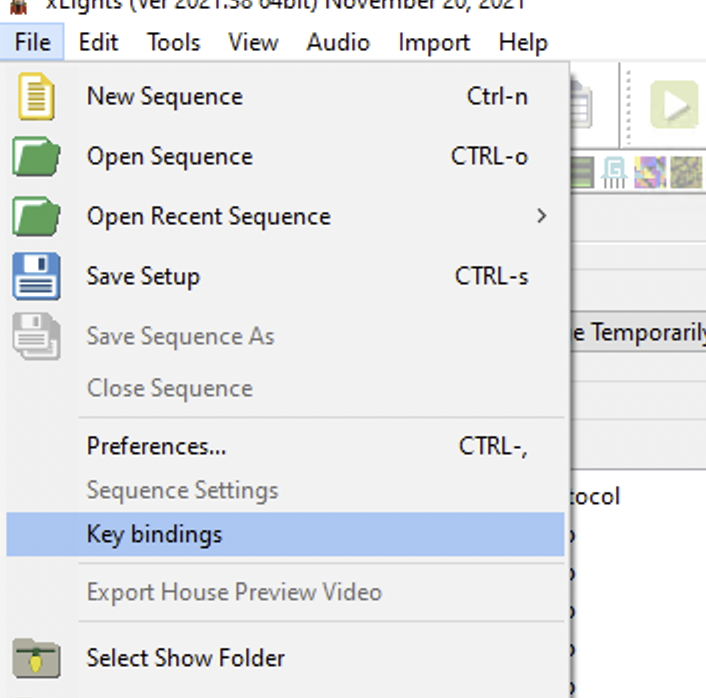 xLights (Ver 2021.38 64bit) November 20, 2021
File Edit Tools View Audio Import Help
New Sequence Ctrl-n
Open Sequence CTRL-o
Open Recent Sequence
Save Setup CTRL-s
Save Sequence As
e Temporarily
Close Sequence
Preferences... CTRL-,
Sequence Settings
tocol
Key bindings
Export House Preview Video
Select Show Folder